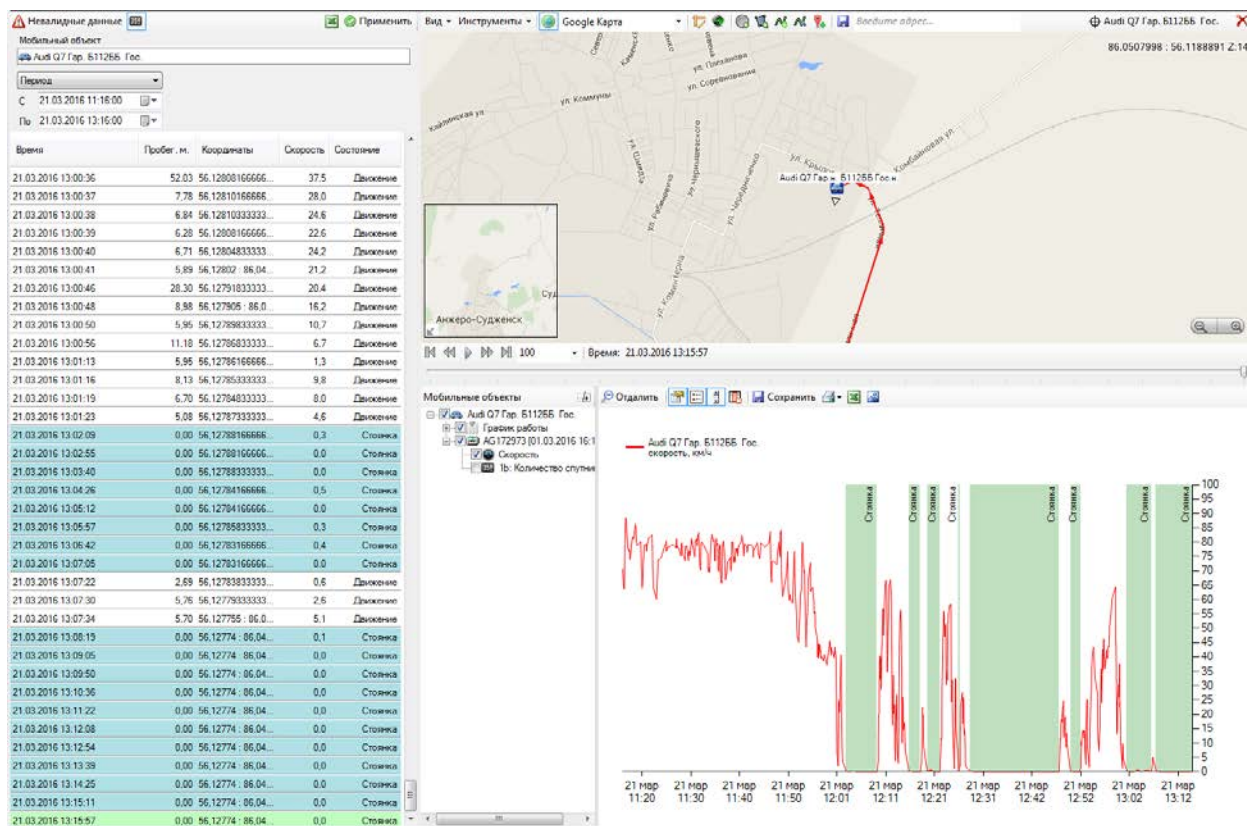 Невалидные данные
Применить
Мобильный объект
Audi Q7 Гар. Б112ББ Гос.
Период
С 21.03.2016 11:16:00
По 21.03.2016 13:16:00
Время Пробег. м. Координаты Скорость Состояние
21.03.2016 13:00:36 52,03 56,12808166666... 37,5 Движение
21.03.2016 13:00:37 7,78 56,12810166666... 28,0 Движение
21.03.2016 13:00:38 6,84 56,12810333333... 24,6 Движение
21.03.2016 13:00:39 6,28 56,12808166666... 22,6 Движение
21.03.2016 13:00:40 6,71 56,12804833333... 24,2 Движение
21.03.2016 13:00:41 5,89 56,12802 : 86,04... 21,2 Движение
21.03.2016 13:00:46 28,30 56,12791833333... 20,4 Движение
21.03.2016 13:00:48 8,98 56,127905 : 86,0... 16,2 Движение
21.03.2016 13:00:50 5,95 56,12789833333... 10,7 Движение
21.03.2016 13:00:56 11,18 56,12786833333... 6,7 Движение
21.03.2016 13:01:13 5,95 56,12786166666... 1,3 Движение
21.03.2016 13:01:16 8,13 56,12785333333... 9,8 Движение
21.03.2016 13:01:19 6,70 56,12784833333... 8,0 Движение
21.03.2016 13:01:23 5,08 56,12787333333... 4,6 Движение
21.03.2016 13:02:09 0,00 56,12788166666... 0,3 Стоянка
21.03.2016 13:02:55 0,00 56,12788166666... 0,0 Стоянка
21.03.2016 13:03:40 0,00 56,12788333333... 0,0 Стоянка
21.03.2016 13:04:26 0,00 56,12784166666... 0,5 Стоянка
21.03.2016 13:05:12 0,00 56,12784166666... 0,0 Стоянка
21.03.2016 13:05:57 0,00 56,12785833333... 0,3 Стоянка
21.03.2016 13:06:42 0,00 56,12783166666... 0,4 Стоянка
21.03.2016 13:07:05 0,00 56,12783166666... 0,0 Стоянка
21.03.2016 13:07:22 2,69 56,12783833333... 0,6 Движение
21.03.2016 13:07:30 5,76 56,12779333333... 2,6 Движение
21.03.2016 13:07:34 5,70 56,127755 : 86,0... 5,1 Движение
21.03.2016 13:08:19 0,00 56,12774 : 86,04... 0,1 Стоянка
21.03.2016 13:09:05 0,00 56,12774 : 86,04... 0,0 Стоянка
21.03.2016 13:09:50 0,00 56,12774 : 86,04... 0,0 Стоянка
21.03.2016 13:10:36 0,00 56,12774 : 86,04... 0,0 Стоянка
21.03.2016 13:11:22 0,00 56,12774 : 86,04... 0,0 Стоянка
21.03.2016 13:12:08 0,00 56,12774 : 86,04... 0,0 Стоянка
21.03.2016 13:12:54 0,00 56,12774 : 86,04... 0,0 Стоянка
21.03.2016 13:13:39 0,00 56,12774 : 86,04... 0,0 Стоянка
21.03.2016 13:14:25 0,00 56,12774 : 86,04... 0,0 Стоянка
21.03.2016 13:15:11 0,00 56,12774 : 86,04... 0,0 Стоянка
21.03.2016 13:15:57 0,00 56,12774 : 86,04... 0,0 Стоянка
Вид Инструменты Google Карта Введите адрес... Audi Q7 Гар. Б112ББ Гос.
86.0507998 : 56.1188891 Z:14
ул. Плеханова
ул. Соревнование
ул. Коммуны
ул. Шмидта
ул. Чернышевского
ул. Чередниченко
ул. Рабиневича
Комбайновая ул.
ул. Крылова
Audi Q7 Гар.н. Б112ББ Гос.н
ул. Коминтерна
Суд
Анжеро-Судженск
100 Время: 21.03.2016 13:15:57
Мобильные объекты
Audi Q7 Гар. Б112ББ Гос.
График работы
AG172973 [01.03.2016 16:1
Скорость
1b: Количество спутни
Отдалить Сохранить
Audi Q7 Гар. Б112ББ Гос.
скорость, км/ч
Стоянка
Стоянка
Стоянка
Стоянка
Стоянка
Стоянка
Стоянка
Стоянка
100
95
90
85
80
75
70
65
60
55
50
45
40
35
30
25
20
15
10
5
0
21 мар 21 мар 21 мар 21 мар 21 мар 21 мар 21 мар 21 мар 21 мар 21 мар 21 мар 21 мар
11:20 11:30 11:40 11:50 12:01 12:11 12:21 12:31 12:42 12:52 13:02 13:12